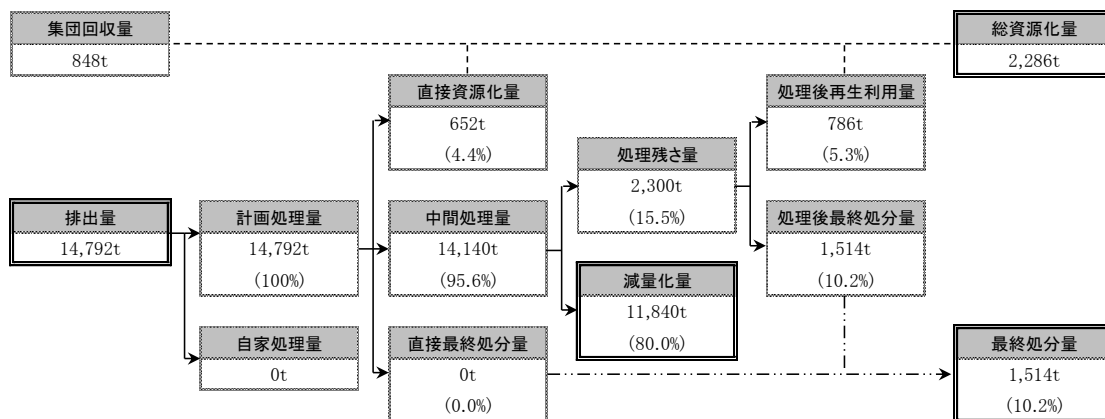 集団回収量
848t
総資源化量
2,286t
直接資源化量
652t
(4.4%)
処理後再生利用量
786t
(5.3%)
処理残さ量
2,300t
(15.5%)
排出量
14,792t
計画処理量
14,792t
(100%)
中間処理量
14,140t
(95.6%)
処理後最終処分量
1,514t
(10.2%)
減量化量
11,840t
(80.0%)
自家処理量
0t
直接最終処分量
0t
(0.0%)
最終処分量
1,514t
(10.2%)